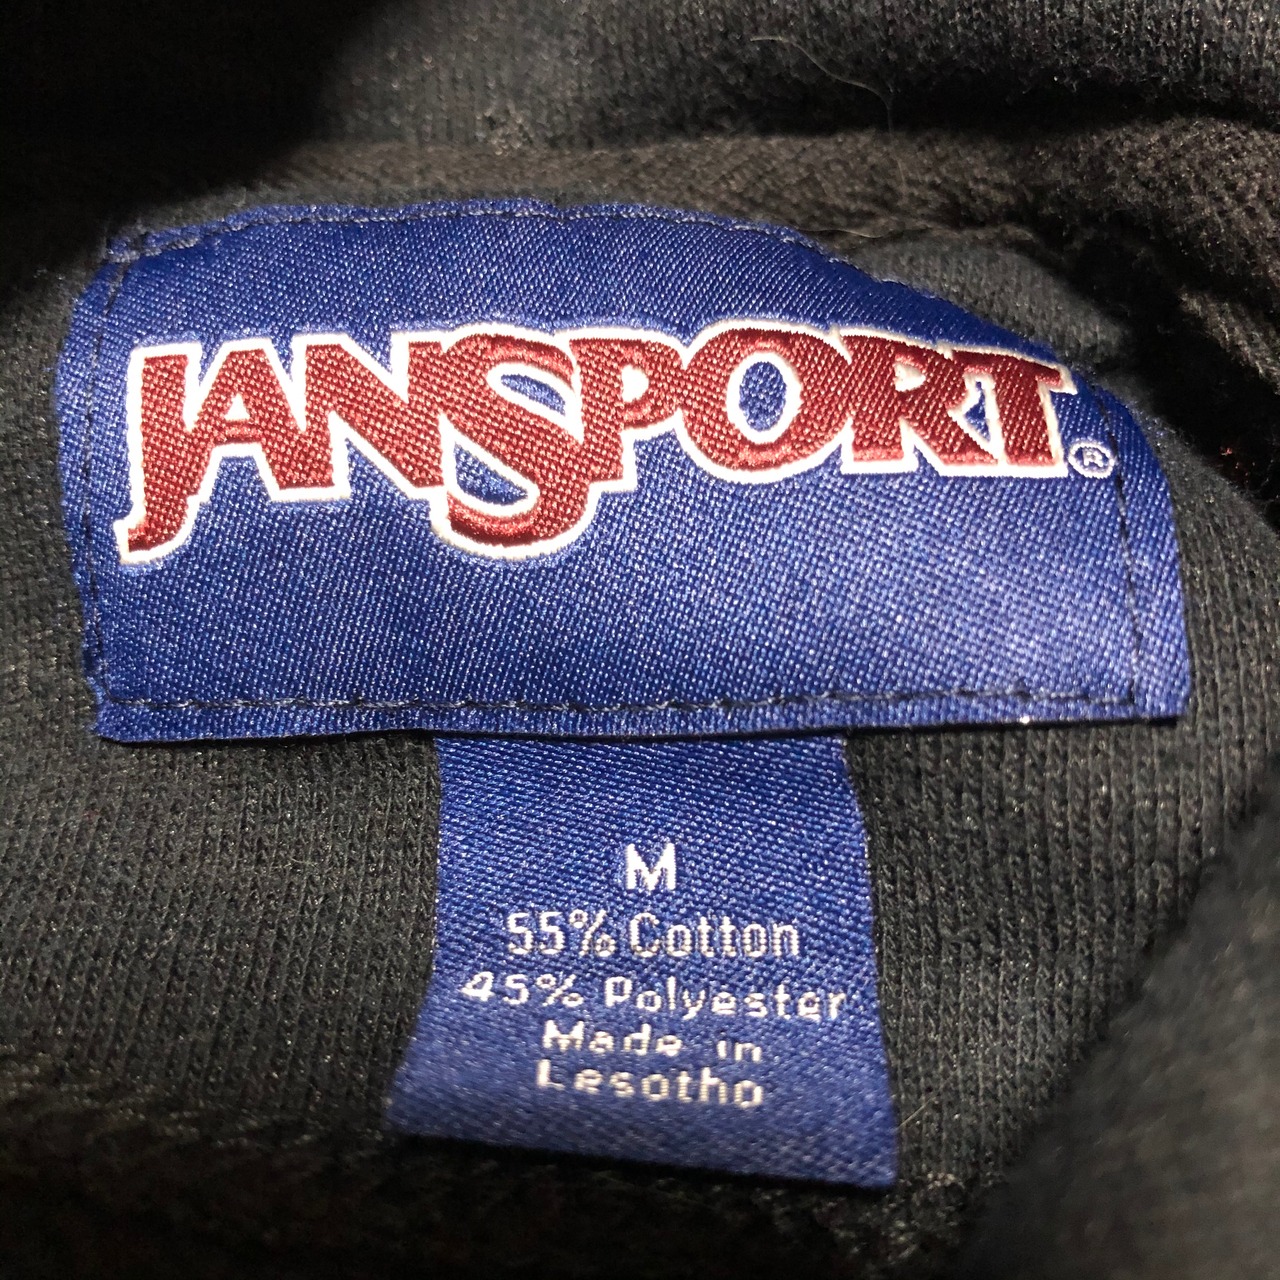 JANSPORT®
M
55% Cotton
45% Polyester
Made in
Lesotho